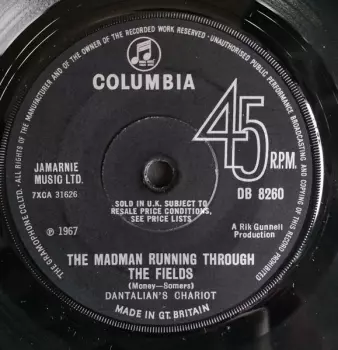 THE GRAMOPHONE CO. LTD. · ALL RIGHTS OF THE MANUFACTURER AND OF THE OWNER OF THE RECORDED WORK RESERVED · UNAUTHORISED PUBLIC PERFORMANCE BROADCASTING AND COPYING OF THIS RECORD PROHIBITED
COLUMBIA
45
R.P.M.
JAMARNIE
MUSIC LTD.
7XCA 31626
DB 8260
SOLD IN U.K. SUBJECT TO
RESALE PRICE CONDITIONS,
SEE PRICE LISTS
℗ 1967
A Rik Gunnell
Production
THE MADMAN RUNNING THROUGH
THE FIELDS
(Money—Somers)
DANTALIAN'S CHARIOT
MADE IN GT. BRITAIN